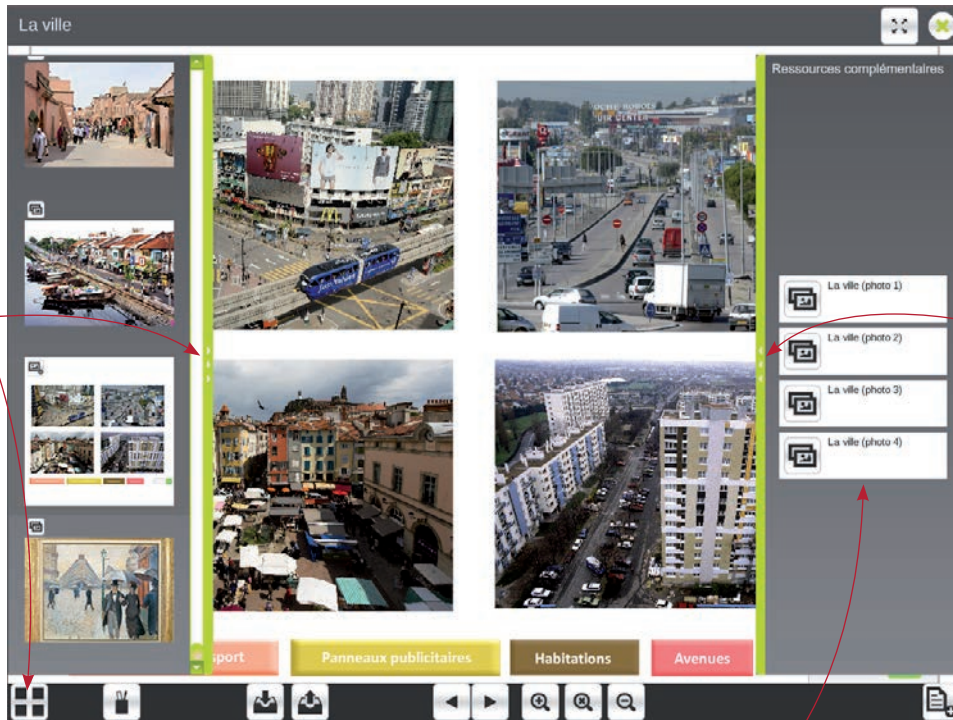 La ville
Ressources complémentaires
La ville (photo 1)
La ville (photo 2)
La ville (photo 3)
La ville (photo 4)
sport
Panneaux publicitaires
Habitations
Avenues